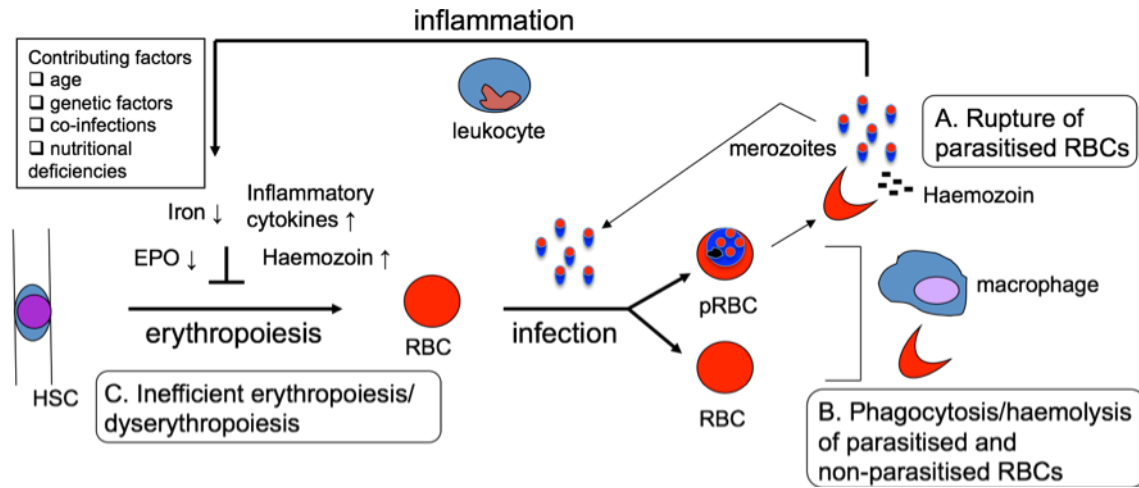 inflammation
Contributing factors
❑ age
❑ genetic factors
❑ co-infections
❑ nutritional
deficiencies
leukocyte
merozoites
A. Rupture of
parasitised RBCs
Haemozoin
Iron ↓
Inflammatory
cytokines ↑
EPO ↓
Haemozoin ↑
erythropoiesis
RBC
infection
pRBC
RBC
macrophage
HSC
C. Inefficient erythropoiesis/
dyserythropoiesis
B. Phagocytosis/haemolysis
of parasitised and
non-parasitised RBCs